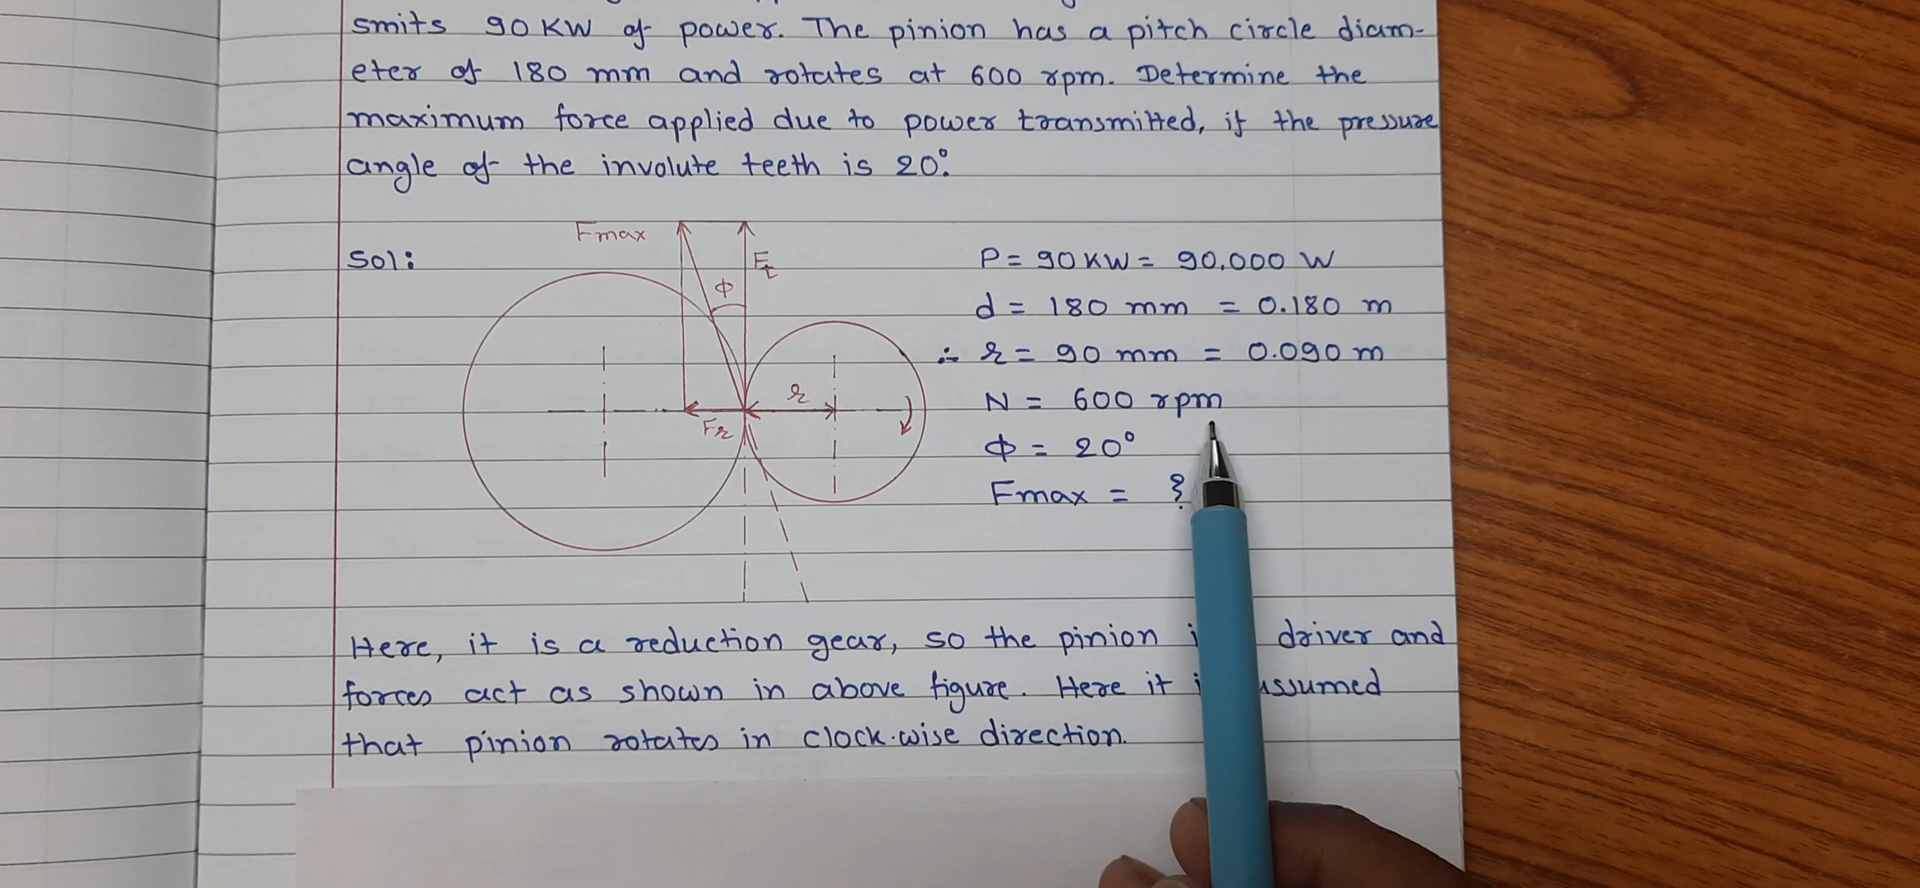 smits 90 KW of power. The pinion has a pitch circle diam-
eter of 180 mm and rotates at 600 rpm. Determine the
maximum force applied due to power transmitted, if the pressure
angle of the involute teeth is 20°.
Sol:
Fmax
Ft
Φ
r
Fr
P = 90 KW = 90,000 W
d = 180 mm = 0.180 m
∴ r = 90 mm = 0.090 m
N = 600 rpm
Φ = 20°
Fmax = ?
Here, it is a reduction gear, so the pinion driver and
forces act as shown in above figure. Here it
that pinion rotates in clock-wise direction.